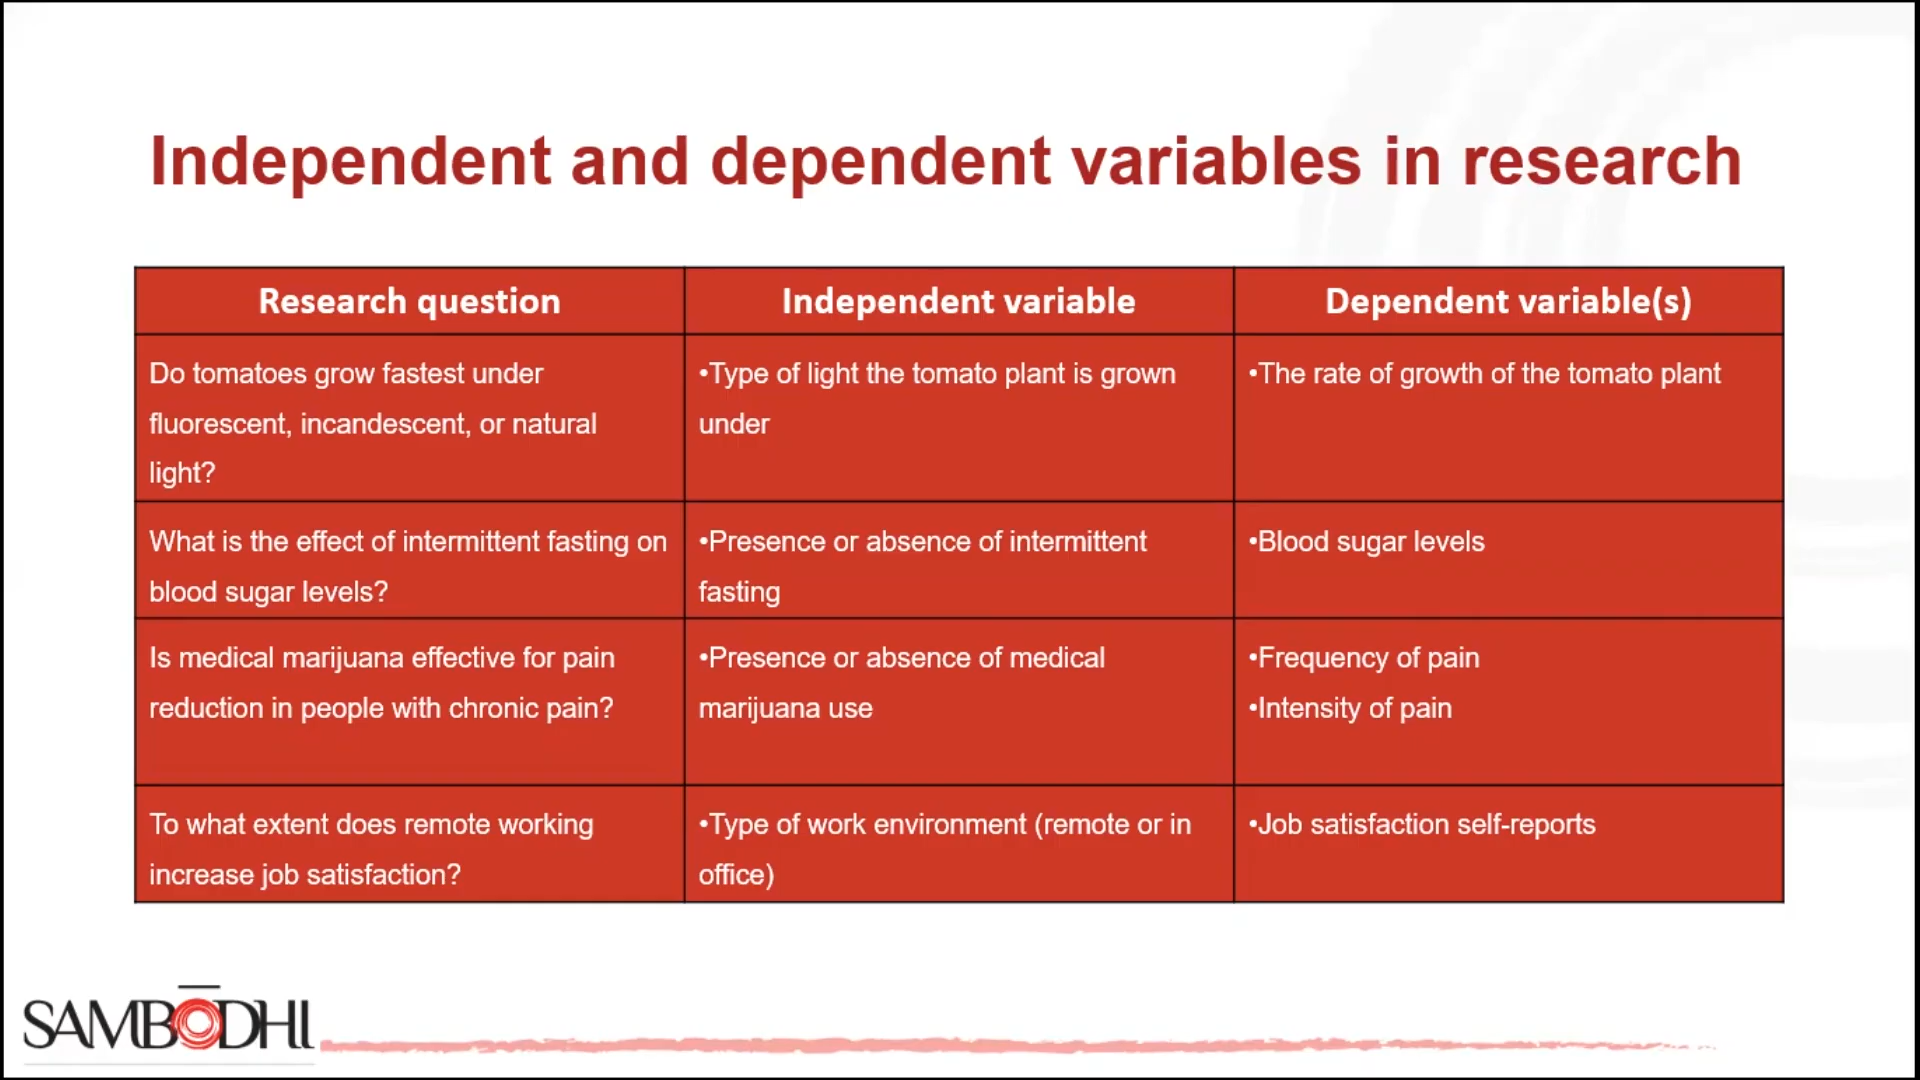 Independent and dependent variables in research
Research question
Independent variable
Dependent variable(s)
Do tomatoes grow fastest under
fluorescent, incandescent, or natural
light?
•Type of light the tomato plant is grown
under
•The rate of growth of the tomato plant
What is the effect of intermittent fasting on
blood sugar levels?
•Presence or absence of intermittent
fasting
•Blood sugar levels
Is medical marijuana effective for pain
reduction in people with chronic pain?
•Presence or absence of medical
marijuana use
•Frequency of pain
•Intensity of pain
To what extent does remote working
increase job satisfaction?
•Type of work environment (remote or in
office)
•Job satisfaction self-reports
SAMBŌDHI